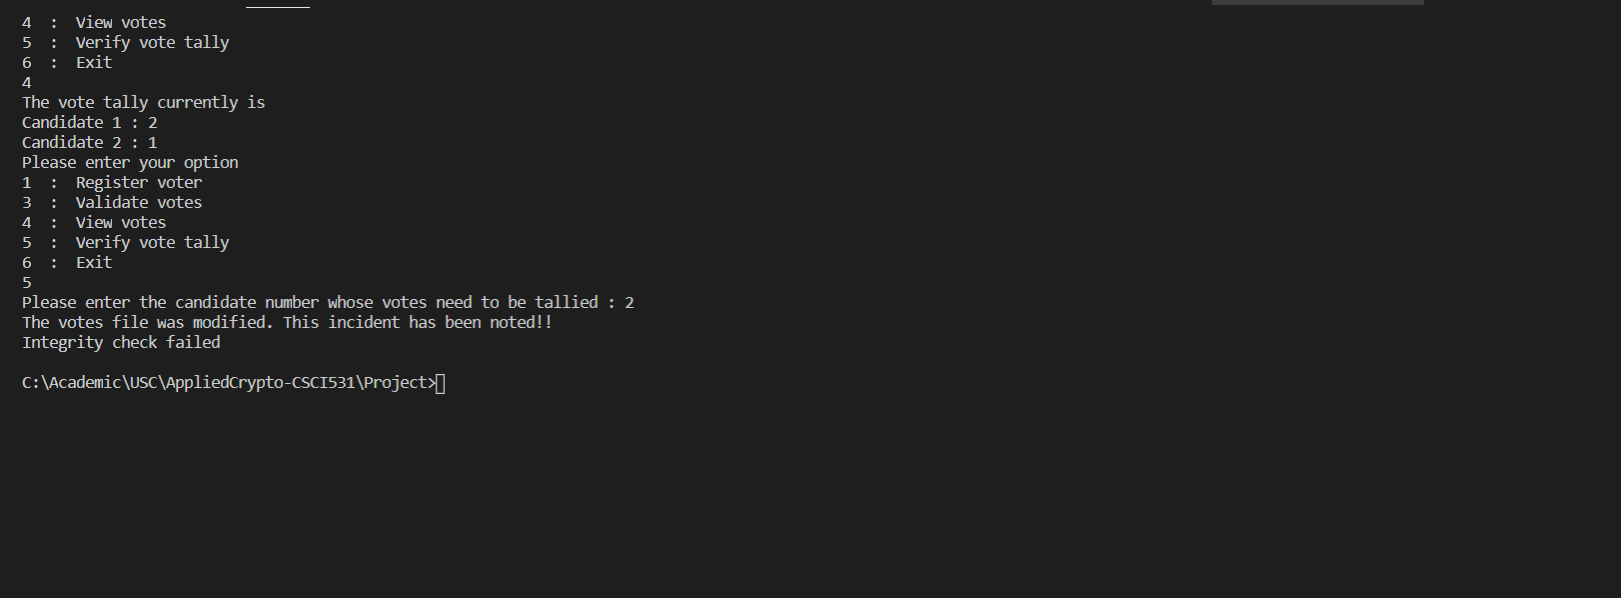 4  :  View votes
5  :  Verify vote tally
6  :  Exit
4
The vote tally currently is
Candidate 1 : 2
Candidate 2 : 1
Please enter your option
1  :  Register voter
3  :  Validate votes
4  :  View votes
5  :  Verify vote tally
6  :  Exit
5
Please enter the candidate number whose votes need to be tallied : 2
The votes file was modified. This incident has been noted!!
Integrity check failed
C:\Academic\USC\AppliedCrypto-CSCI531\Project>